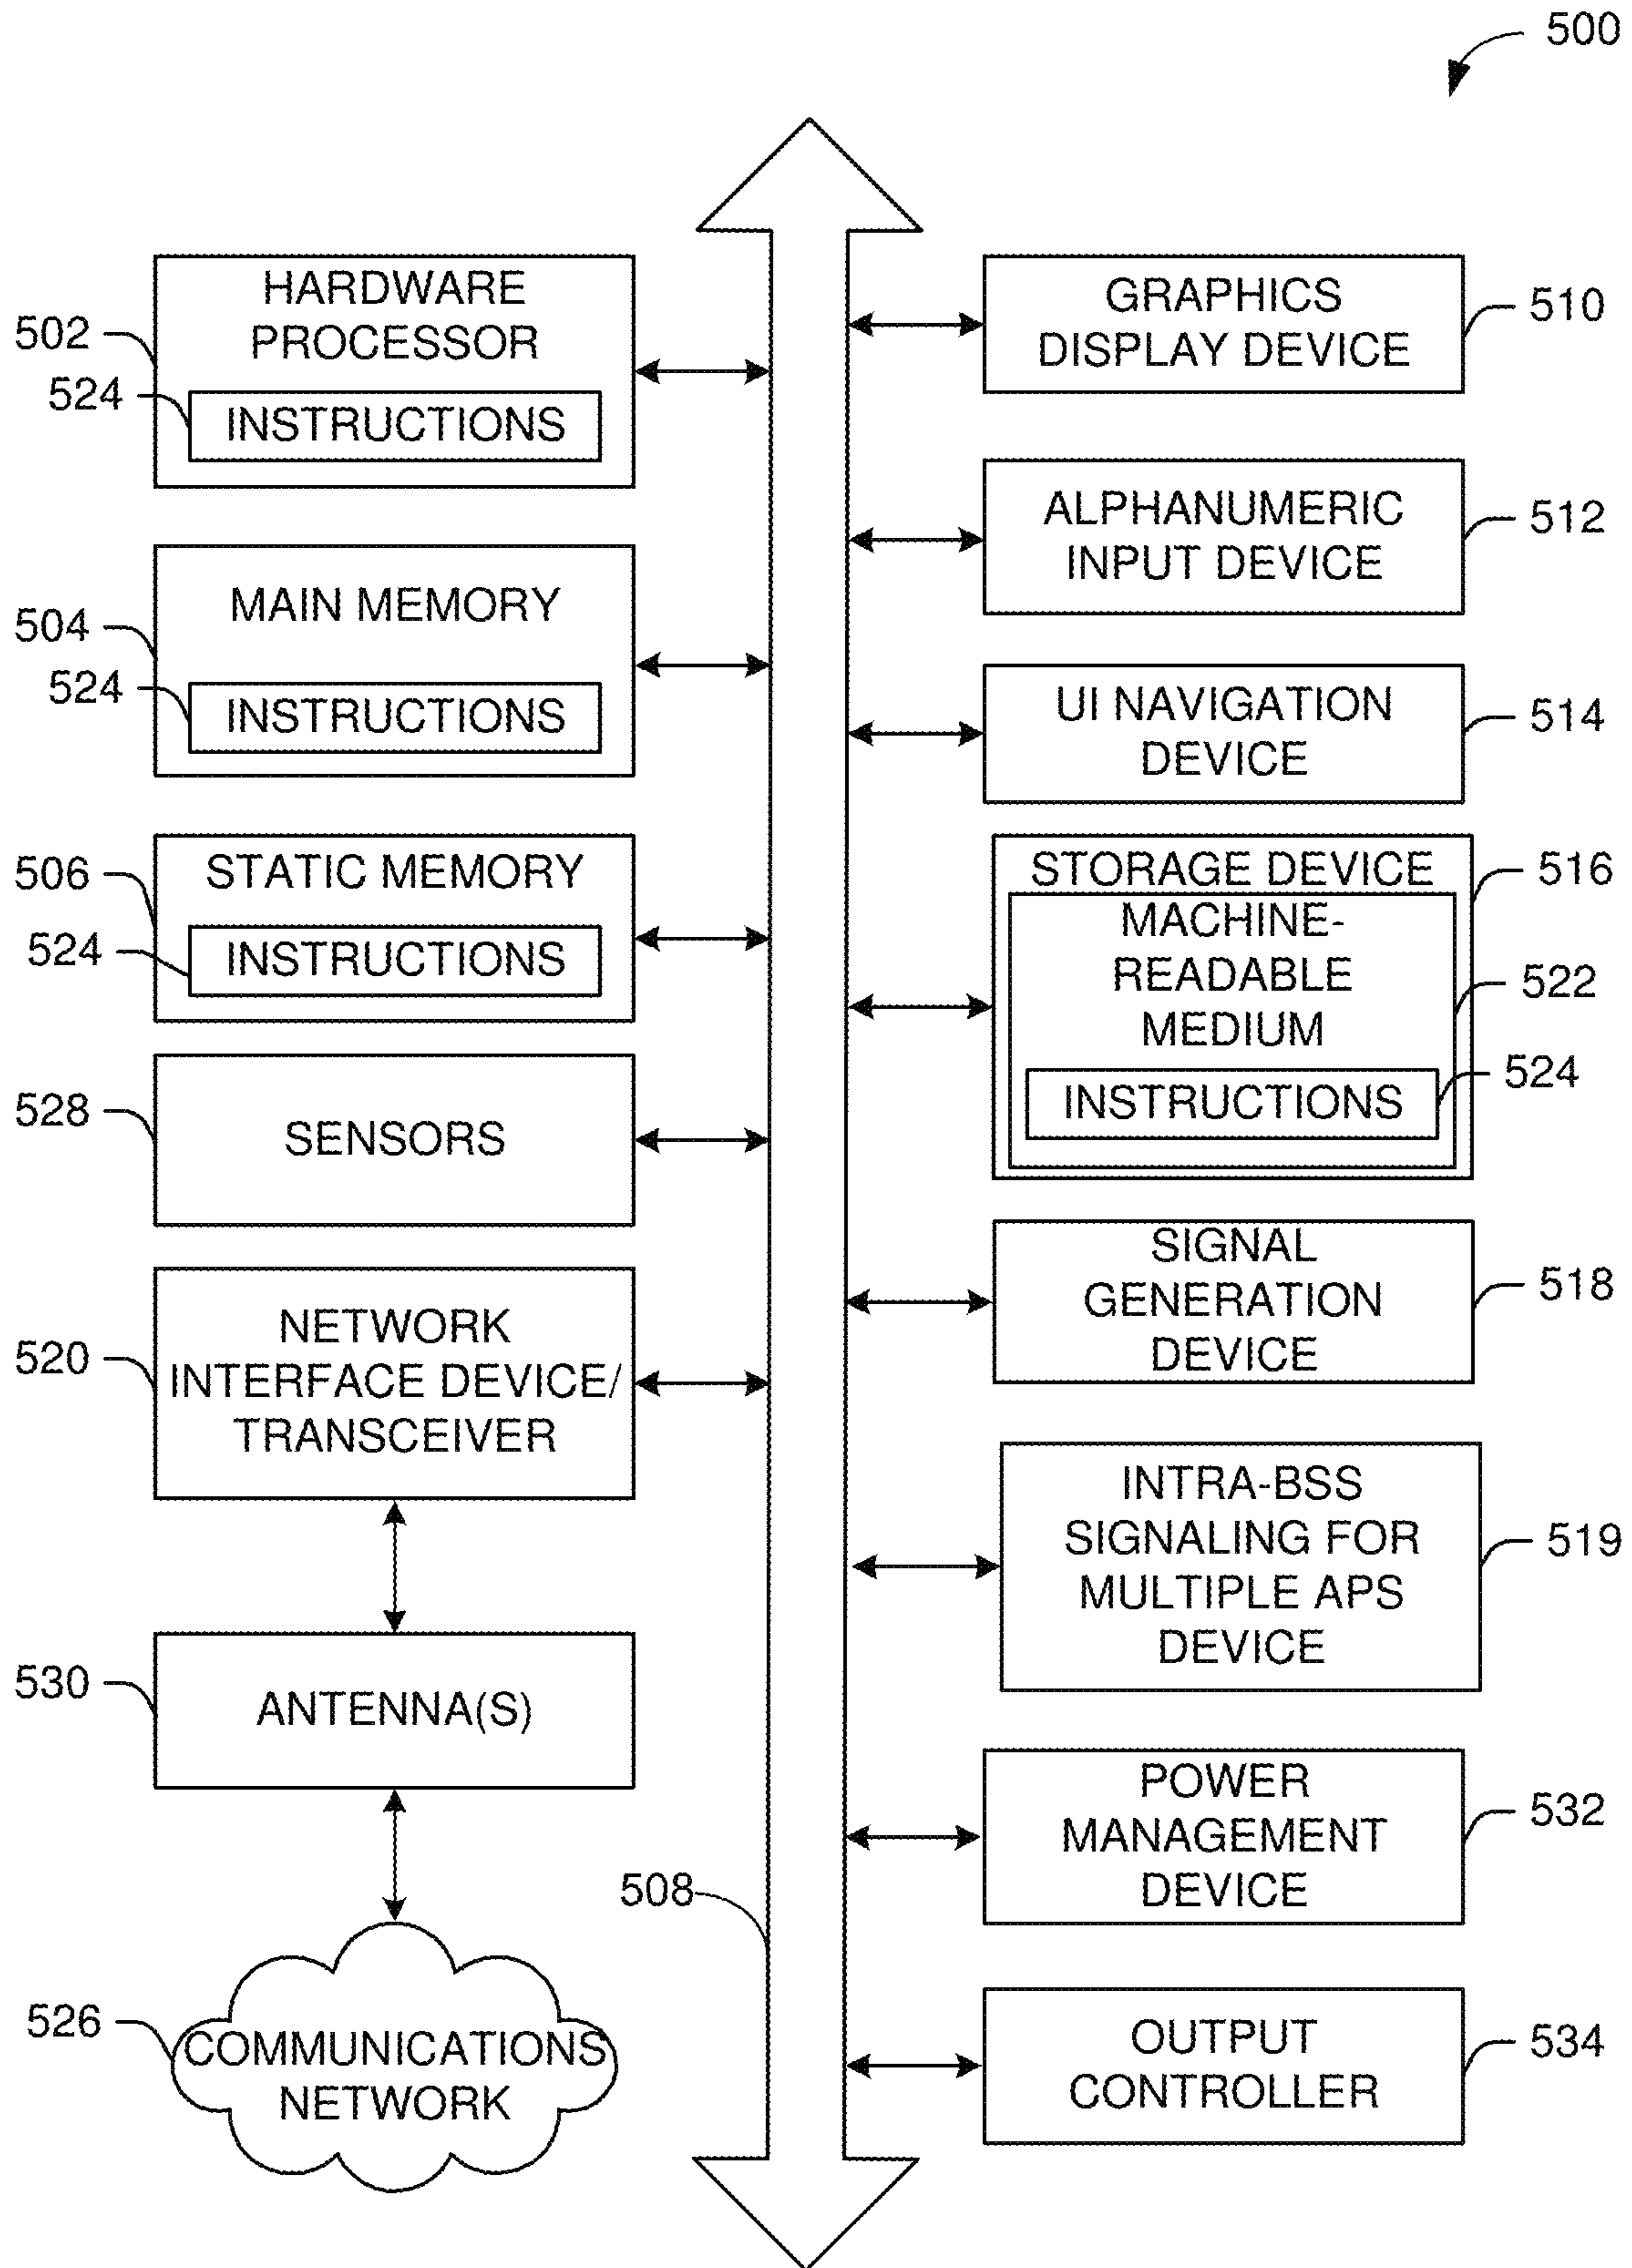 500
HARDWARE
PROCESSOR
502
524
INSTRUCTIONS
MAIN MEMORY
504
524
INSTRUCTIONS
STATIC MEMORY
506
524
INSTRUCTIONS
528
SENSORS
NETWORK
INTERFACE DEVICE/
TRANSCEIVER
520
530
ANTENNA(S)
526
COMMUNICATIONS
NETWORK
508
GRAPHICS
DISPLAY DEVICE
510
ALPHANUMERIC
INPUT DEVICE
512
UI NAVIGATION
DEVICE
514
STORAGE DEVICE
516
MACHINE-
READABLE
MEDIUM
522
INSTRUCTIONS
524
SIGNAL
GENERATION
DEVICE
518
INTRA-BSS
SIGNALING FOR
MULTIPLE APS
DEVICE
519
POWER
MANAGEMENT
DEVICE
532
OUTPUT
CONTROLLER
534